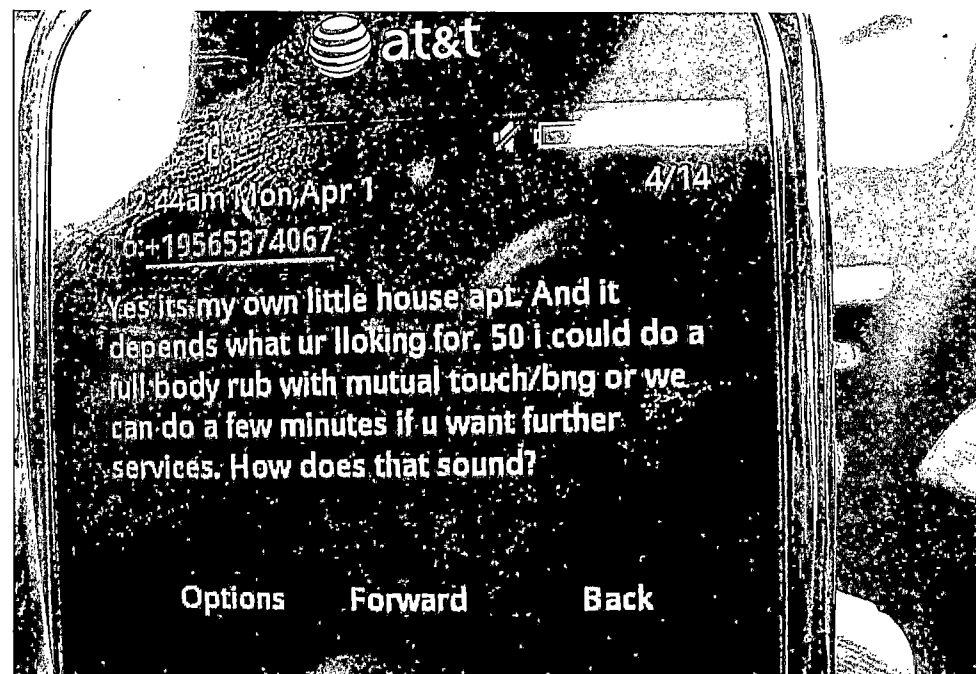 at&t
4/14
2:44am Mon,Apr 1
To:+19565374067
Yes its my own little house apt. And it
depends what ur lloking for. 50 i could do a
full body rub with mutual touch/bng or we
can do a few minutes if u want further
services. How does that sound?
Options Forward Back